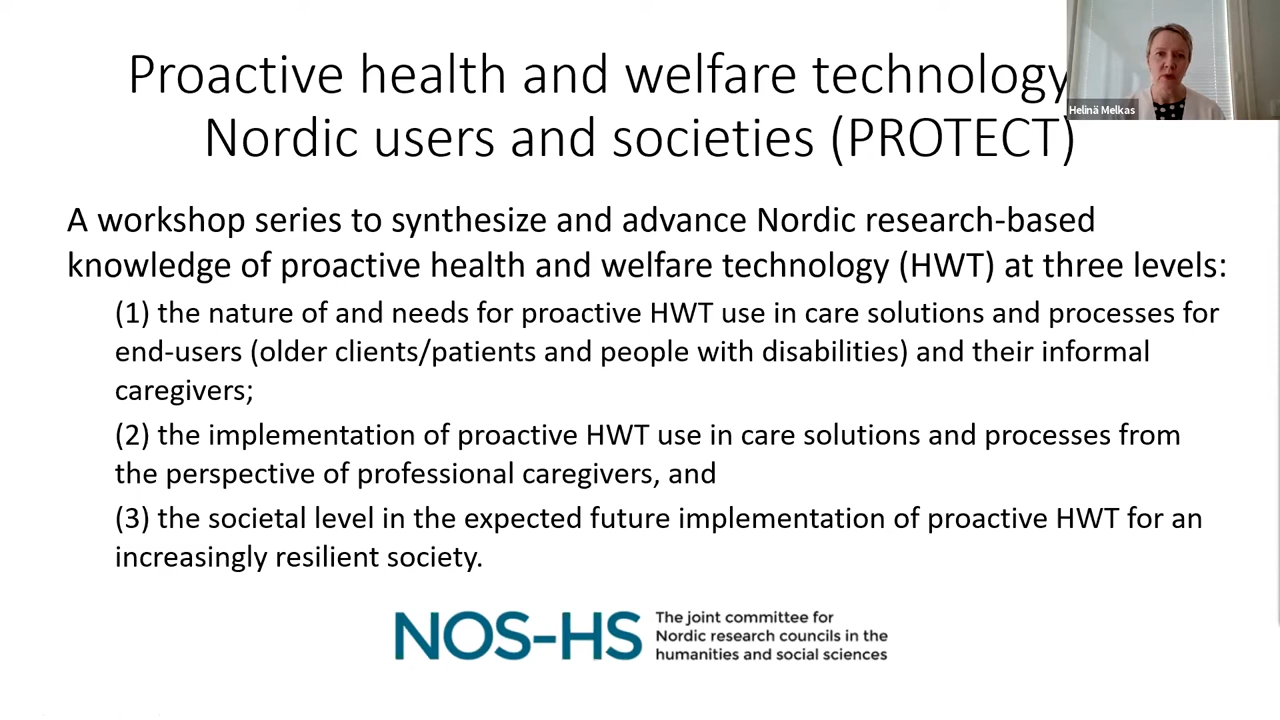 Proactive health and welfare technology
Nordic users and societies (PROTECT)
Helinä Melkas
A workshop series to synthesize and advance Nordic research-based
knowledge of proactive health and welfare technology (HWT) at three levels:
(1) the nature of and needs for proactive HWT use in care solutions and processes for
end-users (older clients/patients and people with disabilities) and their informal
caregivers;
(2) the implementation of proactive HWT use in care solutions and processes from
the perspective of professional caregivers, and
(3) the societal level in the expected future implementation of proactive HWT for an
increasingly resilient society.
NOS-HS
The joint committee for
Nordic research councils in the
humanities and social sciences